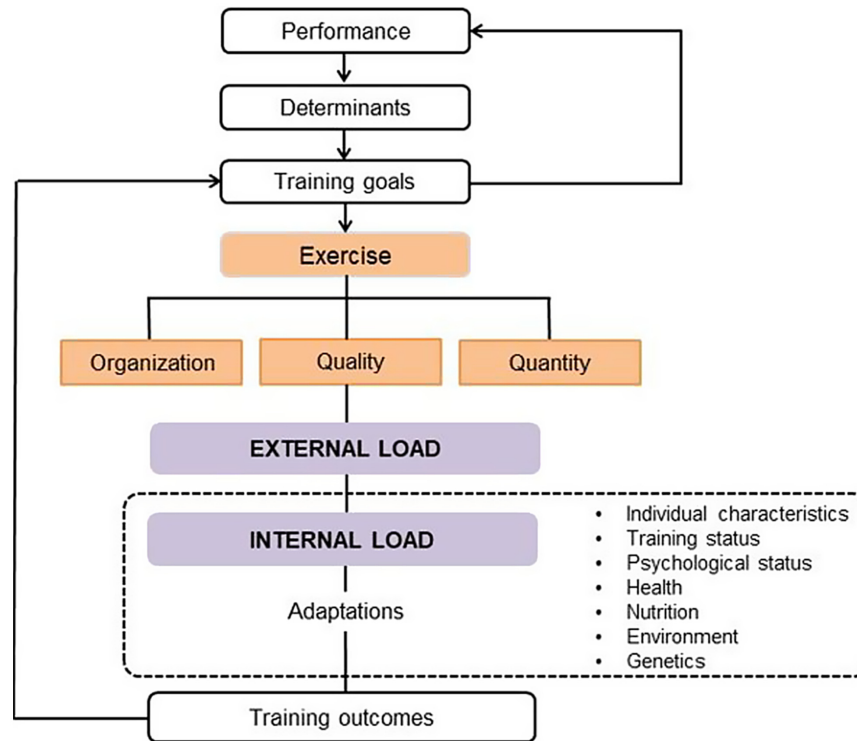 Performance
Determinants
Training goals
Exercise
Organization
Quality
Quantity
EXTERNAL LOAD
INTERNAL LOAD
Adaptations
• Individual characteristics
• Training status
• Psychological status
• Health
• Nutrition
• Environment
• Genetics
Training outcomes